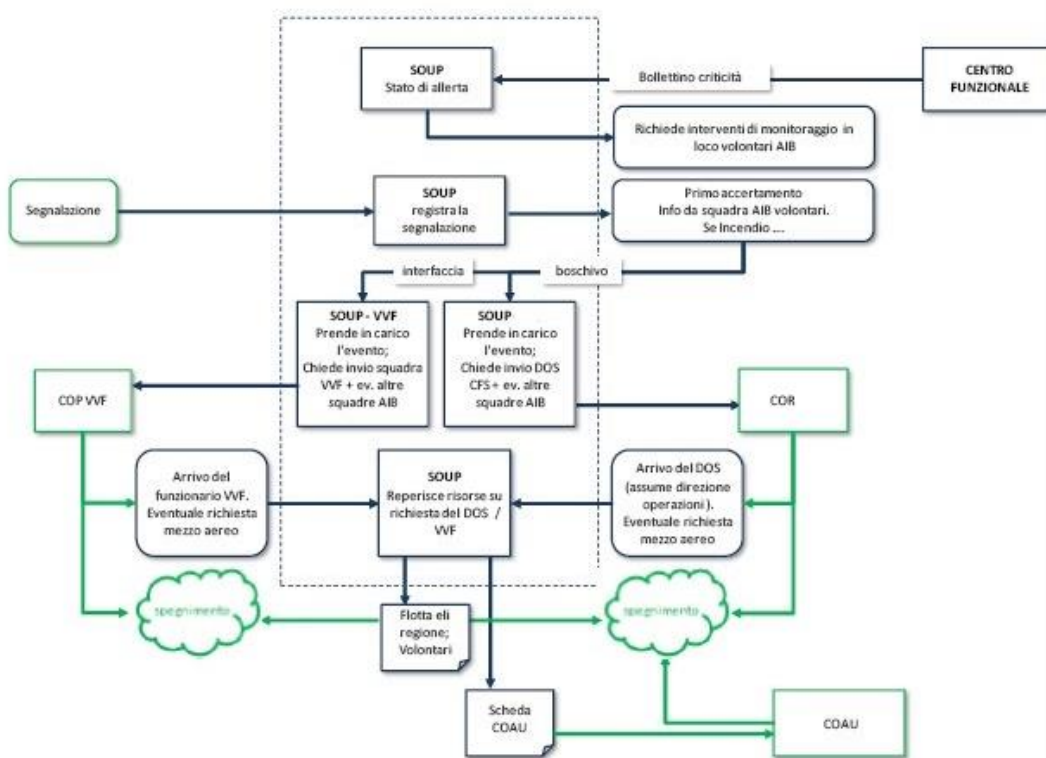 SOUP
Stato di allerta
Bollettino criticità
CENTRO
FUNZIONALE
Richiede interventi di monitoraggio in
loco volontari AIB
Segnalazione
SOUP
registra la
segnalazione
Primo accertamento
Info da squadra AIB volontari.
Se Incendio ....
interfaccia
boschivo
SOUP - VVF
Prende in carico
l'evento;
Chiede invio squadra
VVF + ev. altre
squadre AIB
SOUP
Prende in carico
l'evento;
Chiede invio DOS
CFS + ev. altre
squadre AIB
COP VVF
COR
Arrivo del
funzionario VVF.
Eventuale richiesta
mezzo aereo
SOUP
Reperisce risorse su
richiesta del DOS /
VVF
Arrivo del DOS
(assume direzione
operazioni).
Eventuale richiesta
mezzo aereo
spegnimento
Flotta eli
regione;
Volontari
spegnimento
Scheda
COAU
COAU